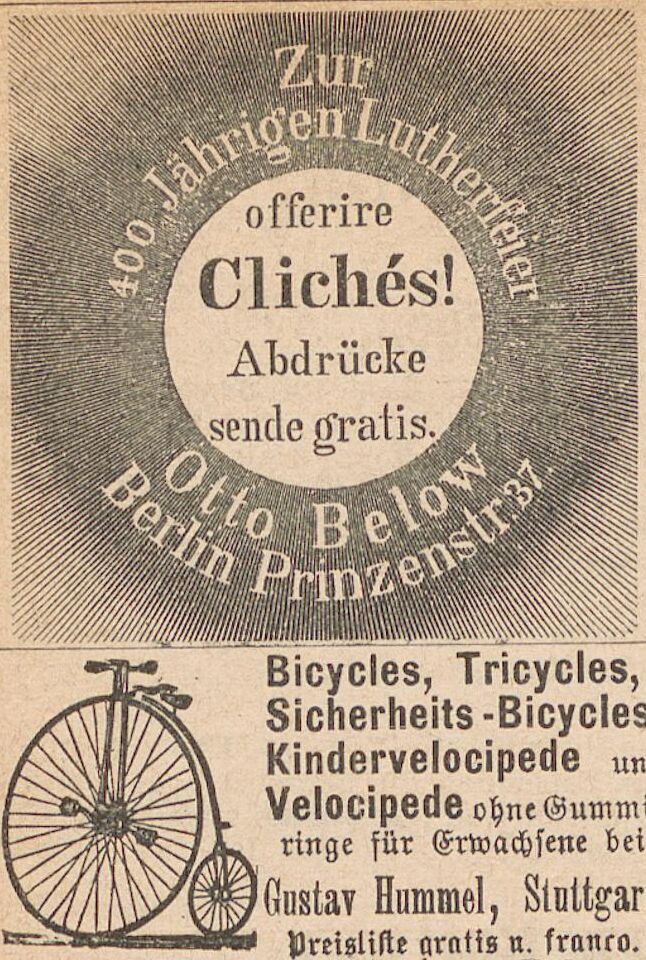 Zur
400 Jährigen Lutherfeier
offerire
Clichés!
Abdrücke
sende gratis.
Otto Below
Berlin Prinzenstr. 37.
Bicycles, Tricycles,
Sicherheits-Bicycles
Kindervelocipede un
Velocipede ohne Gummi
ringe für Erwachsene bei
Gustav Hummel, Stuttgar
Preisliste gratis u. franco.